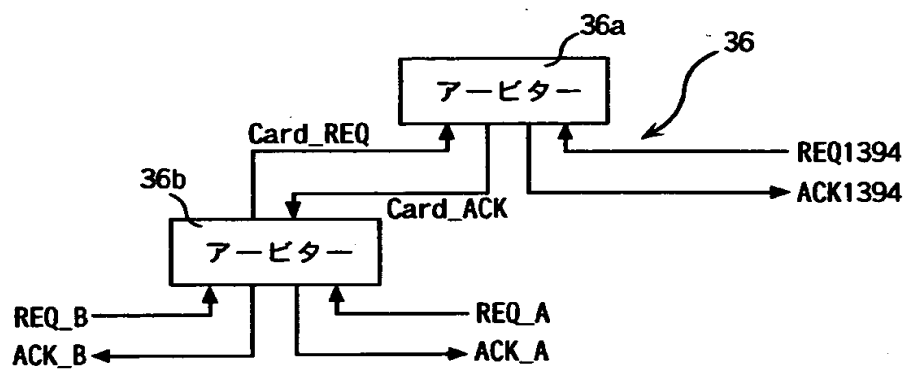 36a
36
アービター
Card_REQ
REQ1394
36b
ACK1394
Card_ACK
アービター
REQ_B
REQ_A
ACK_B
ACK_A